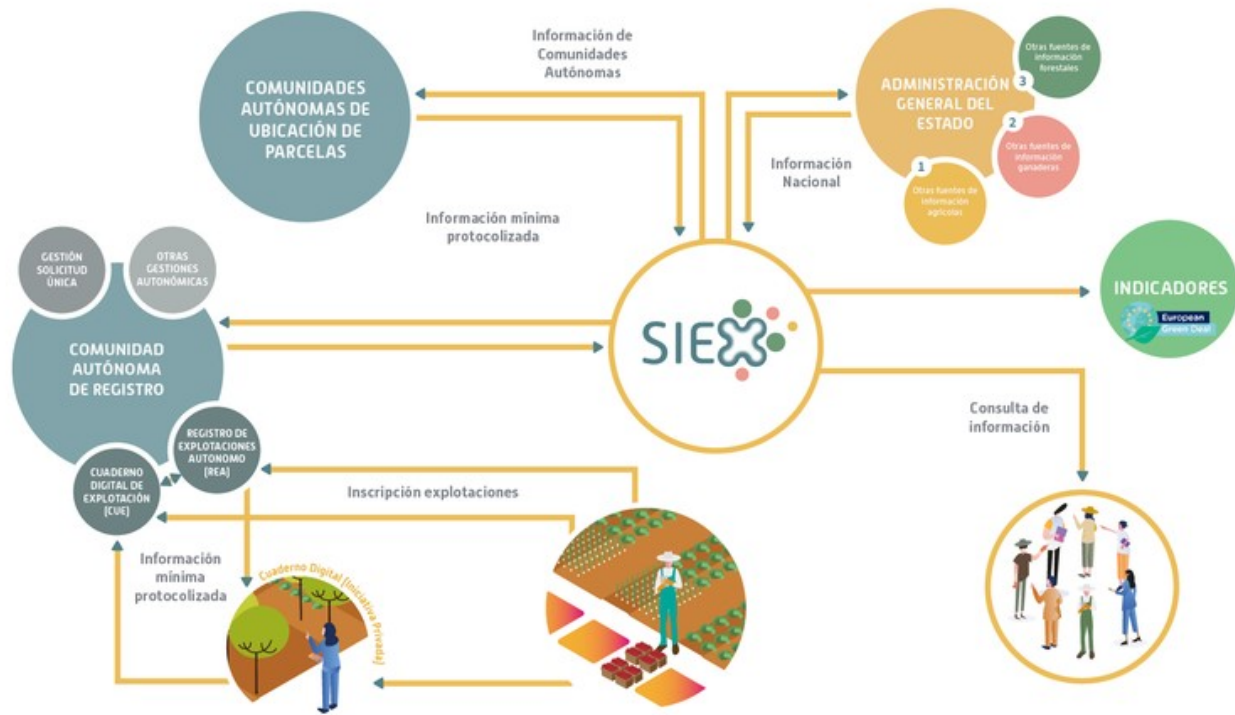 Información de
Comunidades
Autónomas
COMUNIDADES
AUTÓNOMAS DE
UBICACIÓN DE
PARCELAS
ADMINISTRACIÓN
GENERAL DEL
ESTADO
Otras fuentes de
información
forestales
3
2
Otras fuentes de
información
ganaderas
1
Otras fuentes de
información
agrícolas
Información
Nacional
Información mínima
protocolizada
GESTIÓN
SOLICITUD
ÚNICA
OTRAS
GESTIONES
AUTONÓMICAS
COMUNIDAD
AUTÓNOMA
DE REGISTRO
SIEX
INDICADORES
European
Green Deal
REGISTRO DE
EXPLOTACIONES
AUTONOMO
(REA)
CUADERNO
DIGITAL DE
EXPLOTACIÓN
(CUE)
Inscripción explotaciones
Consulta de
información
Información
mínima
protocolizada
Cuaderno Digital (Iniciativa Privada)